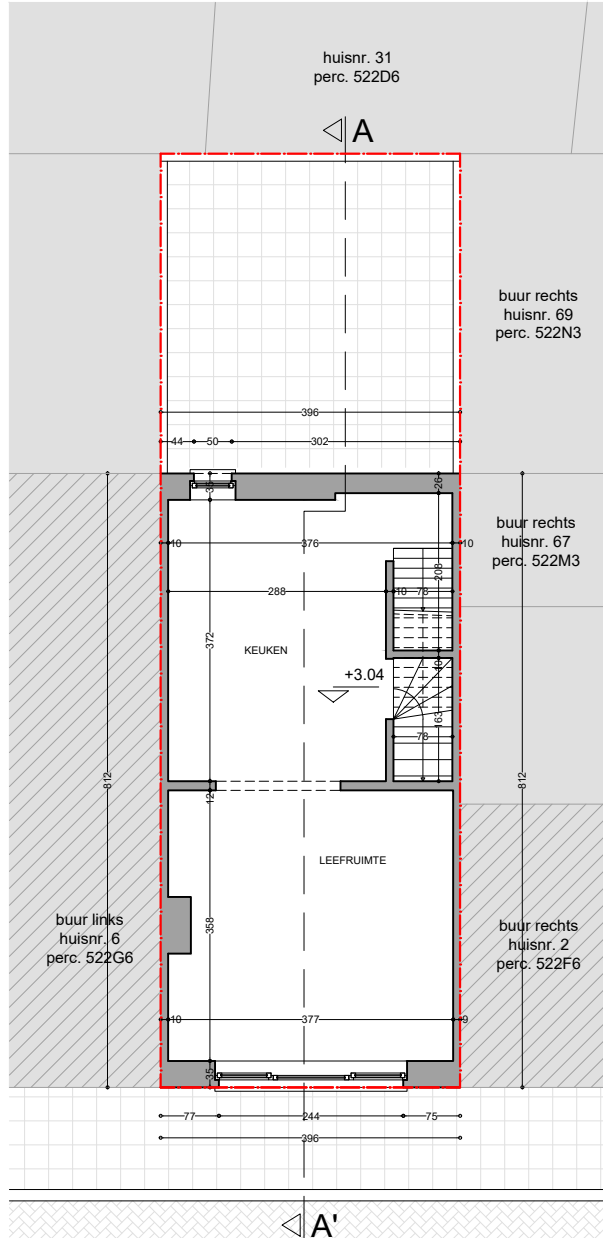 huisnr. 31
perc. 522D6
A
buur rechts
huisnr. 69
perc. 522N3
396
44
50
302
35
26
buur rechts
huisnr. 67
perc. 522M3
10
376
10
208
288
10
78
372
KEUKEN
10
+3.04
163
78
812
812
12
LEEFRUIMTE
buur links
huisnr. 6
perc. 522G6
358
buur rechts
huisnr. 2
perc. 522F6
10
377
9
35
77
244
75
396
A'